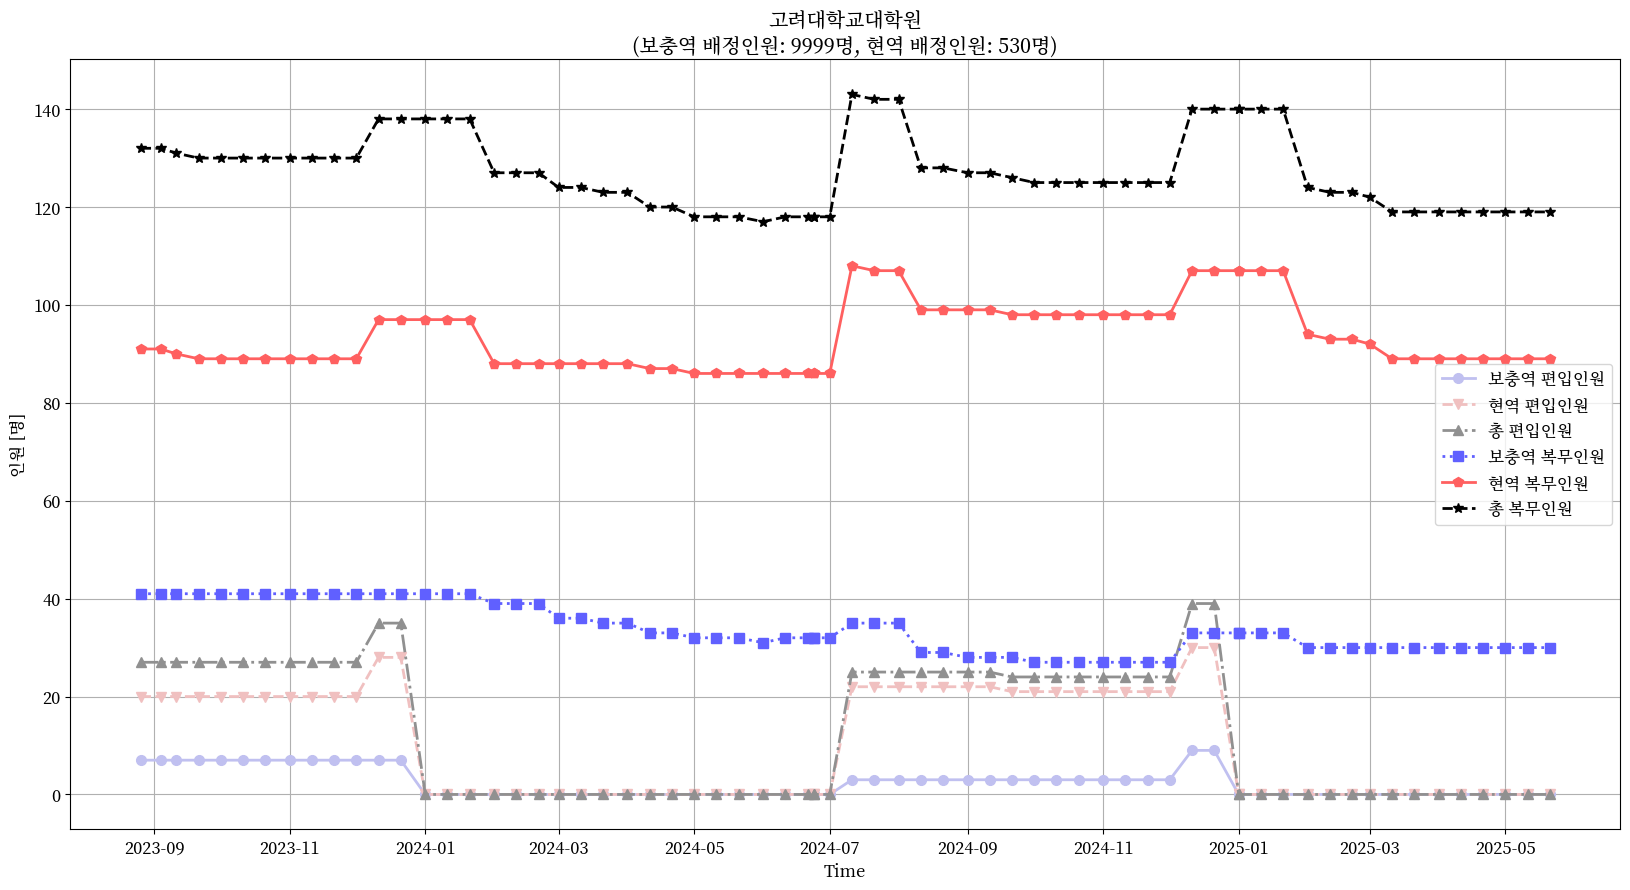 고려대학교대학원
(보충역 배정인원: 9999명, 현역 배정인원: 530명)
140
120
100
80
60
40
20
0
인원 [명]
보충역 편입인원
현역 편입인원
총 편입인원
보충역 복무인원
현역 복무인원
총 복무인원
2023-09
2023-11
2024-01
2024-03
2024-05
2024-07
2024-09
2024-11
2025-01
2025-03
2025-05
Time